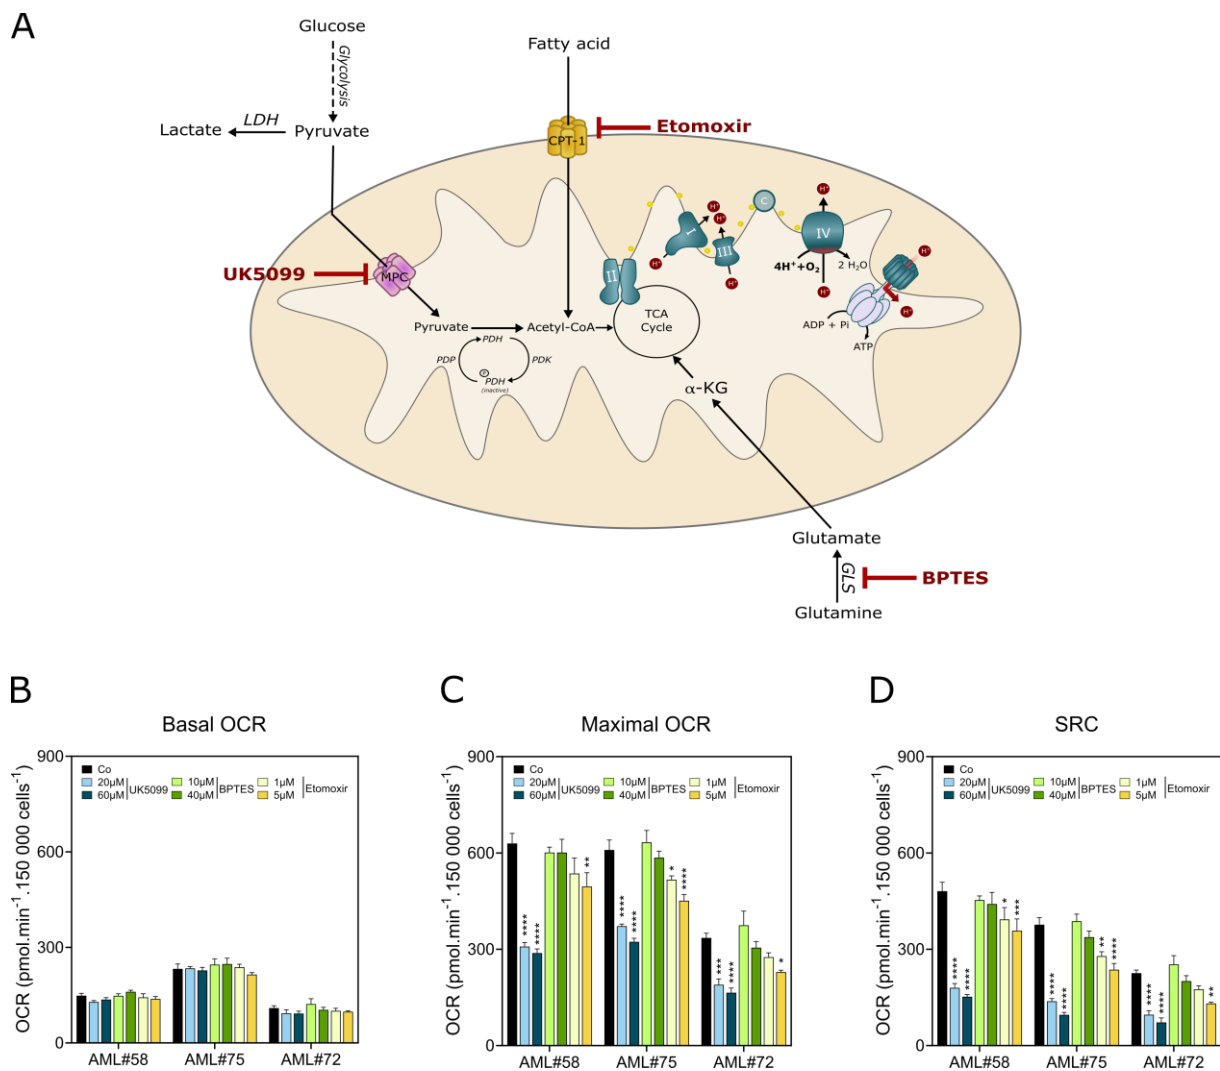 A
Glucose
Glycolysis
Fatty acid
Lactate
LDH
Pyruvate
CPT-1
Etomoxir
H⁺
H⁺
H⁺
C
I
III
IV
H⁺
H⁺
4H⁺+O₂
2 H₂O
H⁺
H⁺
UK5099
MPC
II
H⁺
ADP + Pi
ATP
Pyruvate
Acetyl-CoA
TCA
Cycle
PDH
PDP
PDK
P
PDH
(inactive)
α-KG
Glutamate
GLS
BPTES
Glutamine
B
Basal OCR
OCR (pmol.min⁻¹.150 000 cells⁻¹)
900
600
300
0
Co
20µM
60µM
UK5099
10µM
40µM
BPTES
1µM
5µM
Etomoxir
AML#58
AML#75
AML#72
C
Maximal OCR
OCR (pmol.min⁻¹.150 000 cells⁻¹)
900
600
300
0
Co
20µM
60µM
UK5099
10µM
40µM
BPTES
1µM
5µM
Etomoxir
****
****
**
****
****
*
****
***
****
*
AML#58
AML#75
AML#72
D
SRC
OCR (pmol.min⁻¹.150 000 cells⁻¹)
900
600
300
0
Co
20µM
60µM
UK5099
10µM
40µM
BPTES
1µM
5µM
Etomoxir
****
****
*
***
****
****
**
****
****
****
**
AML#58
AML#75
AML#72